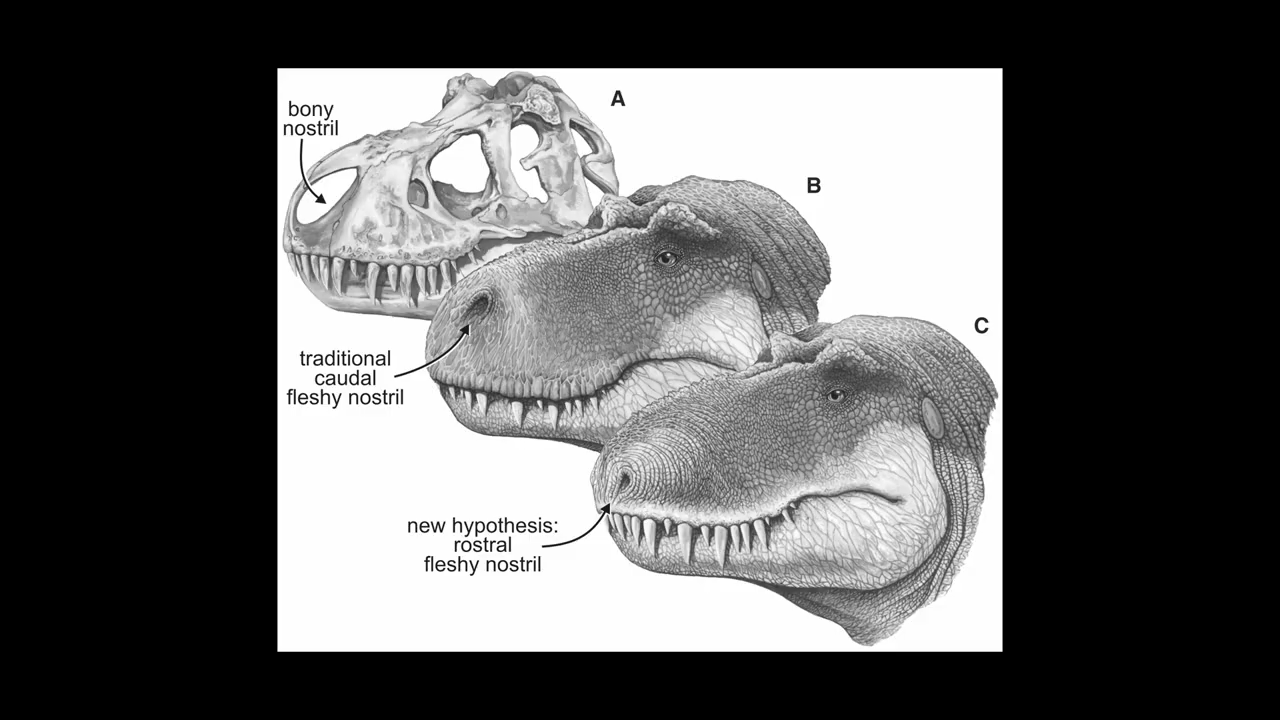 A
bony
nostril
B
traditional
caudal
fleshy nostril
C
new hypothesis:
rostral
fleshy nostril